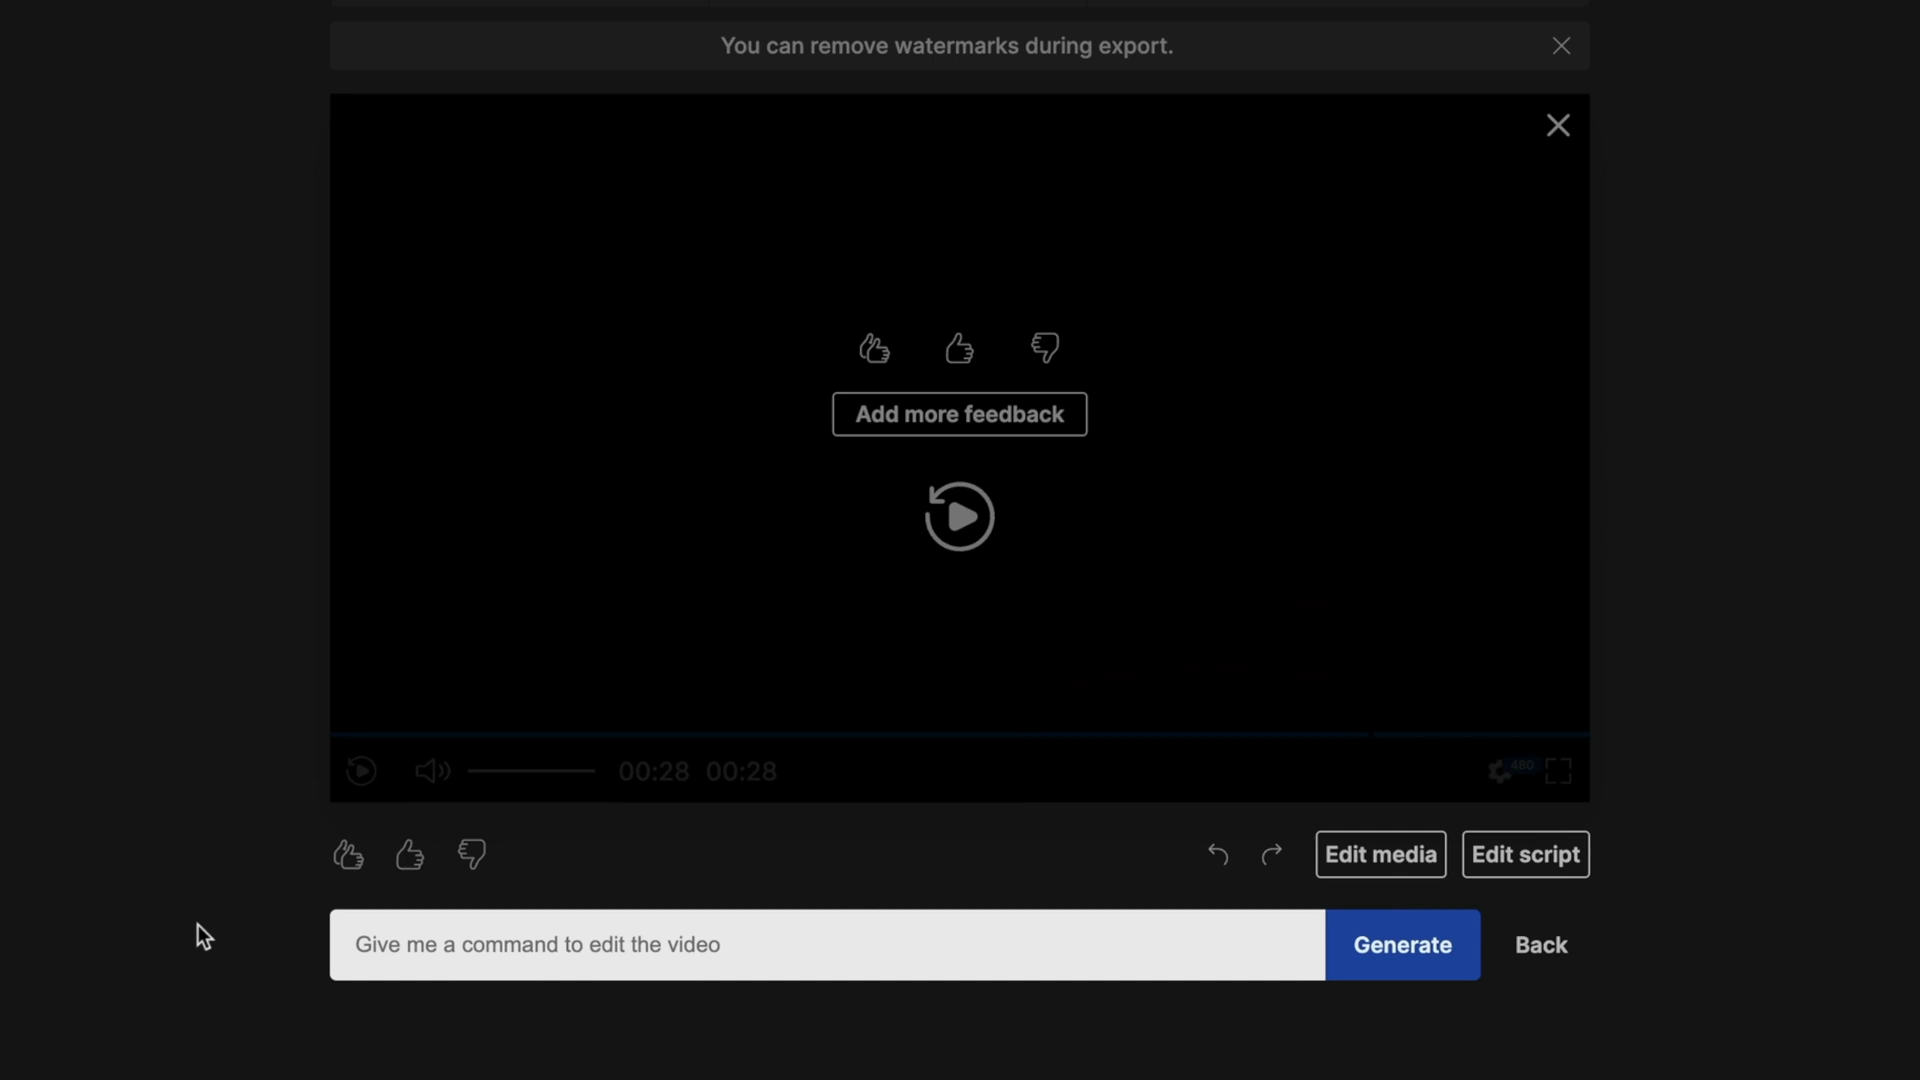 You can remove watermarks during export.
Add more feedback
00:28 00:28
480
Edit media
Edit script
Give me a command to edit the video
Generate
Back